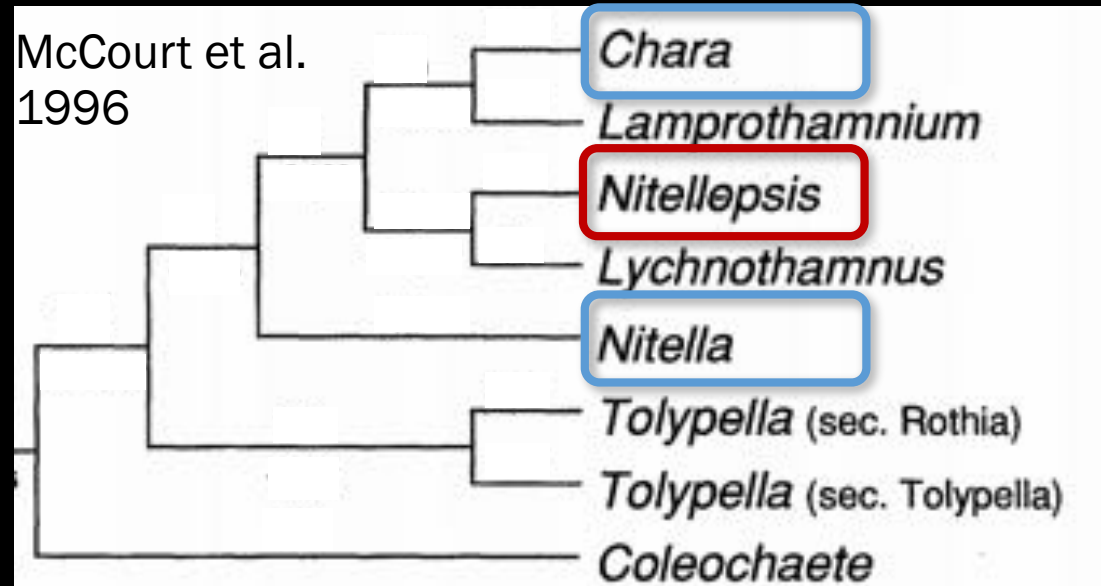 McCourt et al.
1996
Chara
Lamprothamnium
Nitellepsis
Lychnothamnus
Nitella
Tolypella (sec. Rothia)
Tolypella (sec. Tolypella)
Coleochaete